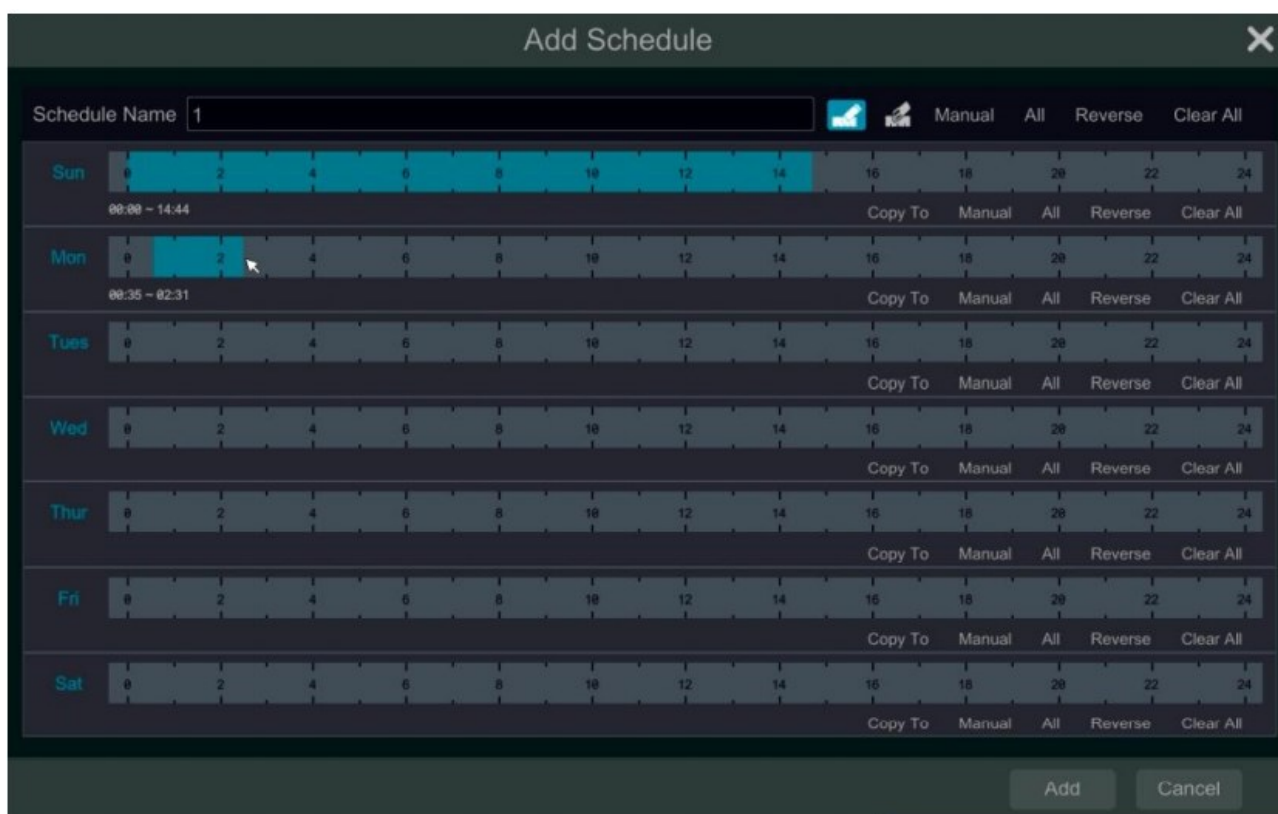 Add Schedule
Schedule Name 1 Manual All Reverse Clear All
Sun 0 2 4 6 8 10 12 14 16 18 20 22 24
00:00 ~ 14:44 Copy To Manual All Reverse Clear All
Mon 0 2 4 6 8 10 12 14 16 18 20 22 24
00:35 ~ 02:31 Copy To Manual All Reverse Clear All
Tues 0 2 4 6 8 10 12 14 16 18 20 22 24
Copy To Manual All Reverse Clear All
Wed 0 2 4 6 8 10 12 14 16 18 20 22 24
Copy To Manual All Reverse Clear All
Thur 0 2 4 6 8 10 12 14 16 18 20 22 24
Copy To Manual All Reverse Clear All
Fri 0 2 4 6 8 10 12 14 16 18 20 22 24
Copy To Manual All Reverse Clear All
Sat 0 2 4 6 8 10 12 14 16 18 20 22 24
Copy To Manual All Reverse Clear All
Add Cancel